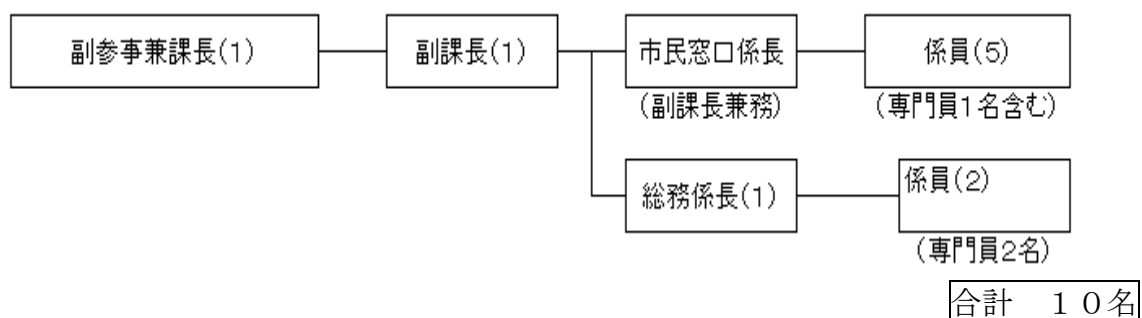 副参事兼課長(1)
副課長(1)
市民窓口係長
係員(5)
(副課長兼務)
(専門員1名含む)
総務係長(1)
係員(2)
(専門員2名)
合計　１０名